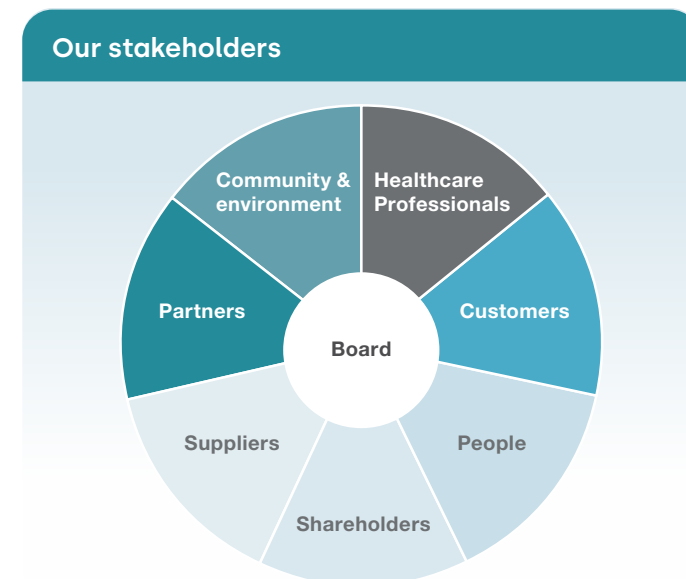 Our stakeholders
Community &
environment
Healthcare
Professionals
Partners
Customers
Board
Suppliers
People
Shareholders